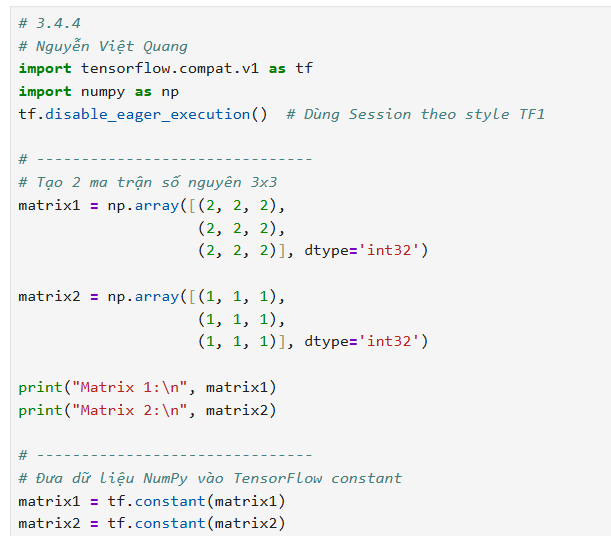 # 3.4.4
# Nguyễn Việt Quang
import tensorflow.compat.v1 as tf
import numpy as np
tf.disable_eager_execution()  # Dùng Session theo style TF1
# ------------------------------
# Tạo 2 ma trận số nguyên 3x3
matrix1 = np.array([(2, 2, 2),
                    (2, 2, 2),
                    (2, 2, 2)], dtype='int32')
matrix2 = np.array([(1, 1, 1),
                    (1, 1, 1),
                    (1, 1, 1)], dtype='int32')
print("Matrix 1:\n", matrix1)
print("Matrix 2:\n", matrix2)
# ------------------------------
# Đưa dữ liệu NumPy vào TensorFlow constant
matrix1 = tf.constant(matrix1)
matrix2 = tf.constant(matrix2)